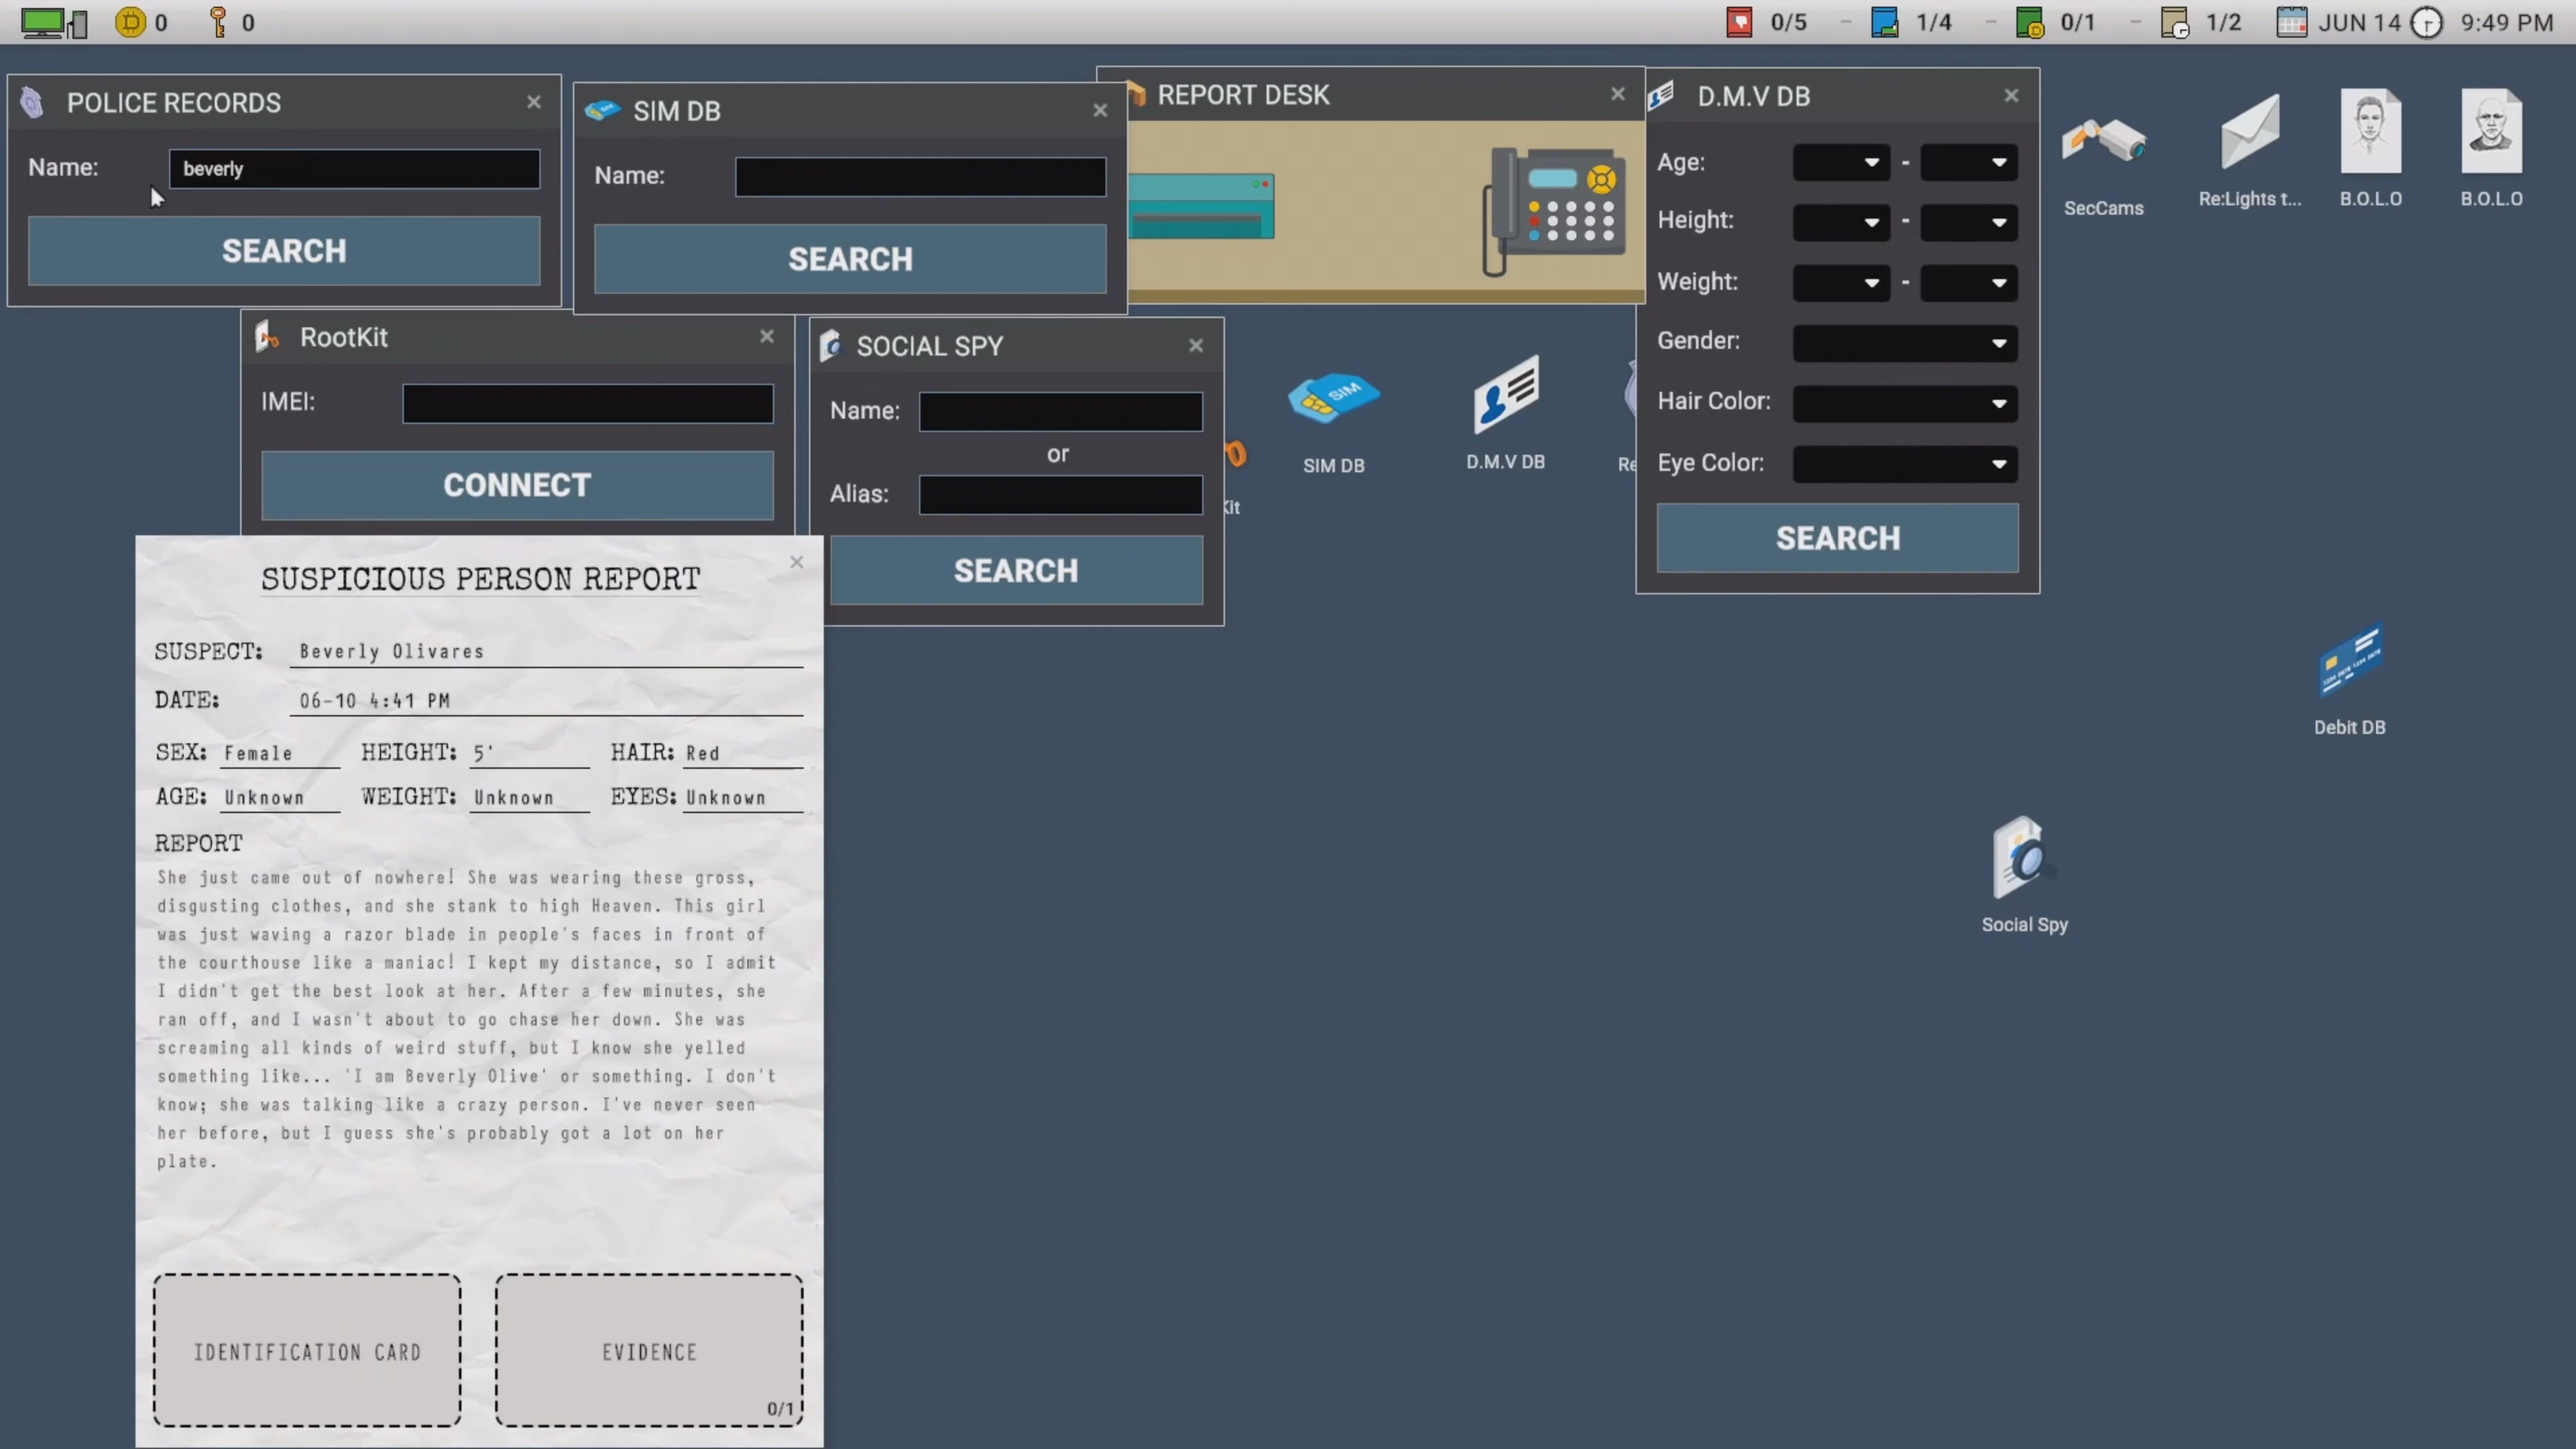 0
0
0/5 - 1/4 - 0/1 - 1/2 JUN 14 9:49 PM
POLICE RECORDS
Name: beverly
SEARCH
SIM DB
Name:
SEARCH
REPORT DESK
D.M.V DB
Age: -
Height: -
Weight: -
Gender:
Hair Color:
Eye Color:
SEARCH
SecCams
Re:Lights t...
B.O.L.O
B.O.L.O
RootKit
IMEI:
CONNECT
SOCIAL SPY
Name:
or
Alias:
SEARCH
Kit
SIM
SIM DB
D.M.V DB
Re
Debit DB
Social Spy
SUSPICIOUS PERSON REPORT
SUSPECT: Beverly Olivares
DATE: 06-10 4:41 PM
SEX: Female HEIGHT: 5' HAIR: Red
AGE: Unknown WEIGHT: Unknown EYES: Unknown
REPORT
She just came out of nowhere! She was wearing these gross,
disgusting clothes, and she stank to high Heaven. This girl
was just waving a razor blade in people's faces in front of
the courthouse like a maniac! I kept my distance, so I admit
I didn't get the best look at her. After a few minutes, she
ran off, and I wasn't about to go chase her down. She was
screaming all kinds of weird stuff, but I know she yelled
something like... 'I am Beverly Olive' or something. I don't
know; she was talking like a crazy person. I've never seen
her before, but I guess she's probably got a lot on her
plate.
IDENTIFICATION CARD
EVIDENCE
0/1